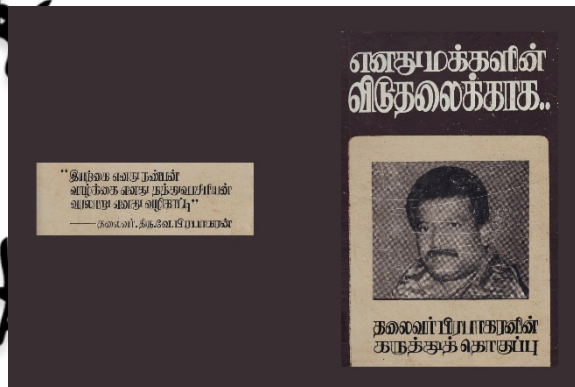 "இயற்கை எனது நண்பன்
வாழ்க்கை எனது தத்துவாசிரியன்
வரலாறு எனது வழிகாட்டி"
—— தலைவர். திரு.வே.பிரபாகரன்
எனது மக்களின்
விடுதலைக்காக..
தலைவர் பிரபாகரனின்
கருத்துத் தொகுப்பு